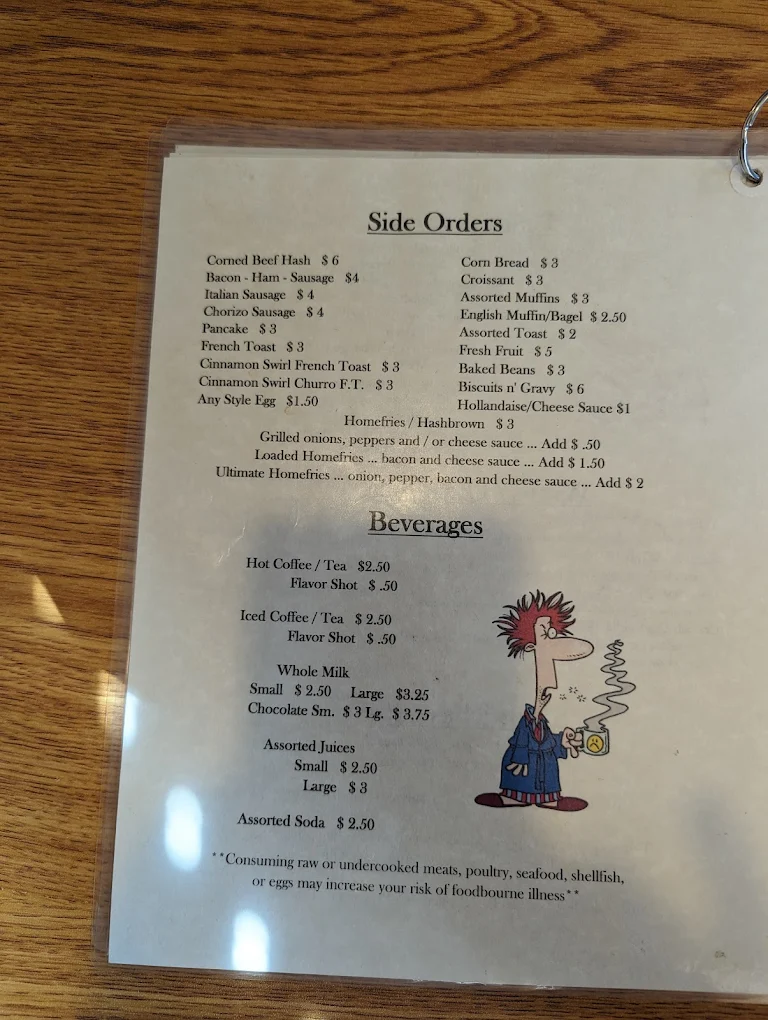 Side Orders
Corned Beef Hash $ 6
Bacon - Ham - Sausage $4
Italian Sausage $ 4
Chorizo Sausage $ 4
Pancake $ 3
French Toast $ 3
Cinnamon Swirl French Toast $ 3
Cinnamon Swirl Churro F.T. $ 3
Any Style Egg $1.50
Corn Bread $ 3
Croissant $ 3
Assorted Muffins $ 3
English Muffin/Bagel $ 2.50
Assorted Toast $ 2
Fresh Fruit $ 5
Baked Beans $ 3
Biscuits n' Gravy $ 6
Hollandaise/Cheese Sauce $1
Homefries / Hashbrown $ 3
Grilled onions, peppers and / or cheese sauce ... Add $ .50
Loaded Homefries ... bacon and cheese sauce ... Add $ 1.50
Ultimate Homefries ... onion, pepper, bacon and cheese sauce ... Add $ 2
Beverages
Hot Coffee / Tea $2.50
Flavor Shot $ .50
Iced Coffee / Tea $ 2.50
Flavor Shot $ .50
Whole Milk
Small $ 2.50 Large $3.25
Chocolate Sm. $ 3 Lg. $ 3.75
Assorted Juices
Small $ 2.50
Large $ 3
Assorted Soda $ 2.50
**Consuming raw or undercooked meats, poultry, seafood, shellfish,
or eggs may increase your risk of foodbourne illness**